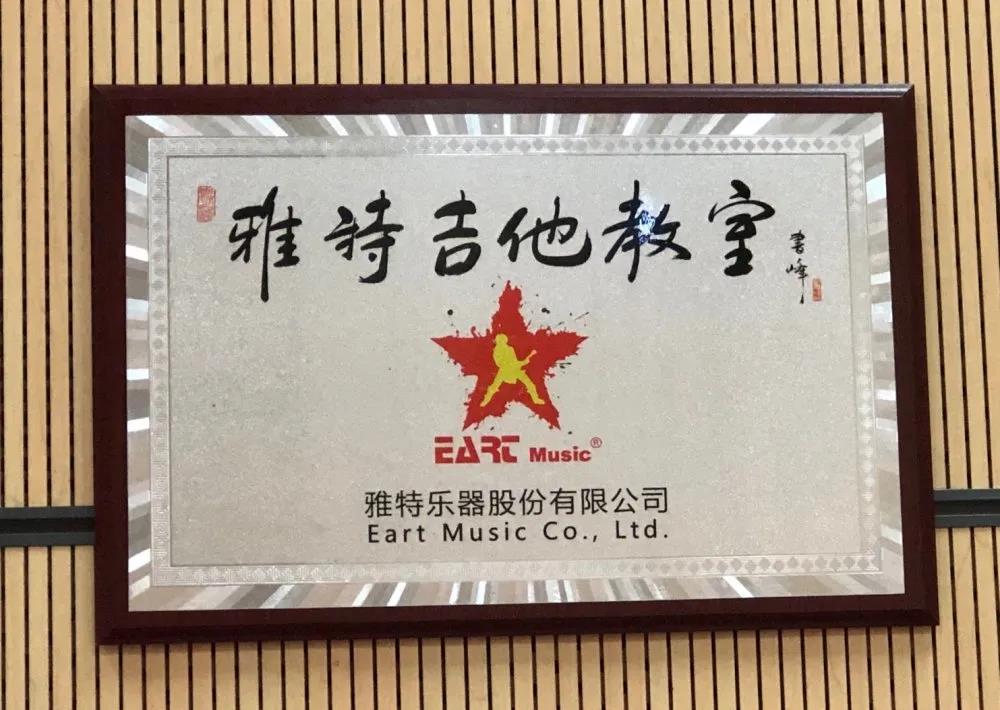 雅特吉他教室
书峰
EART Music®
雅特乐器股份有限公司
Eart Music Co., Ltd.